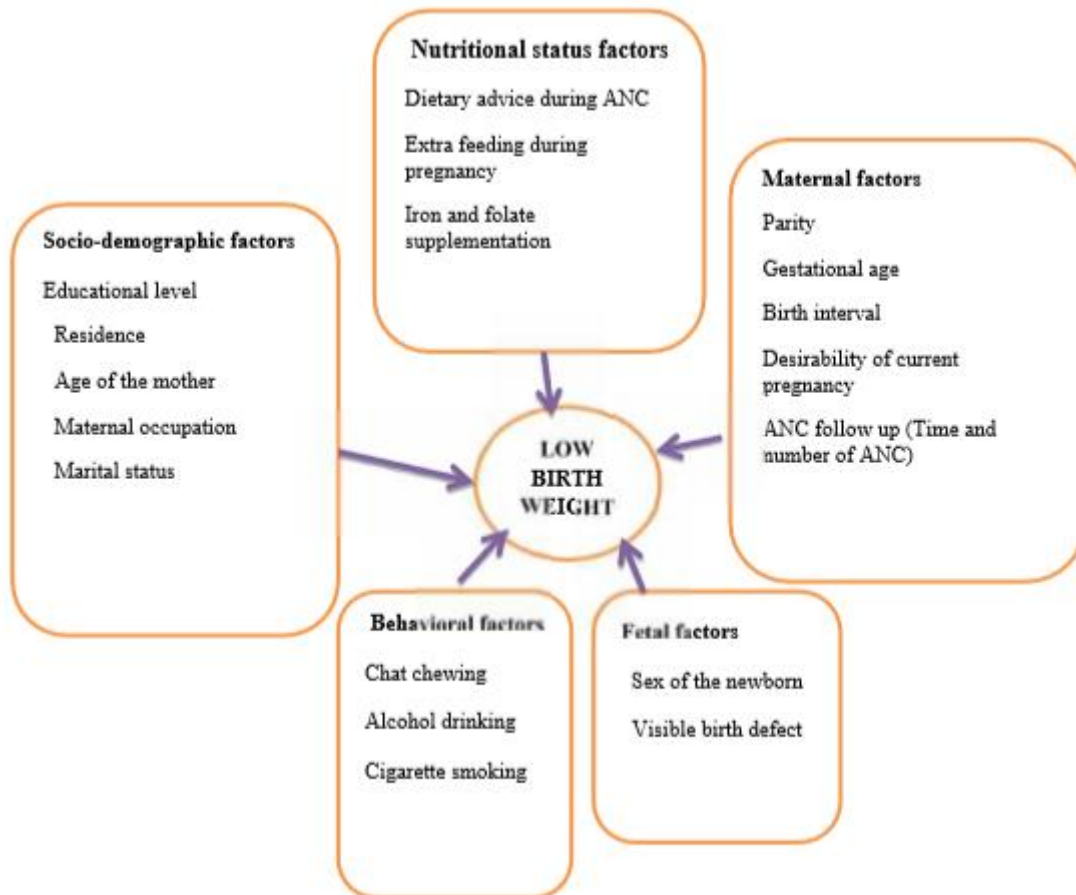 Nutritional status factors
Dietary advice during ANC
Extra feeding during
pregnancy
Iron and folate
supplementation
Maternal factors
Parity
Gestational age
Birth interval
Desirability of current
pregnancy
ANC follow up (Time and
number of ANC)
Socio-demographic factors
Educational level
Residence
Age of the mother
Maternal occupation
Marital status
LOW
BIRTH
WEIGHT
Behavioral factors
Chat chewing
Alcohol drinking
Cigarette smoking
Fetal factors
Sex of the newborn
Visible birth defect